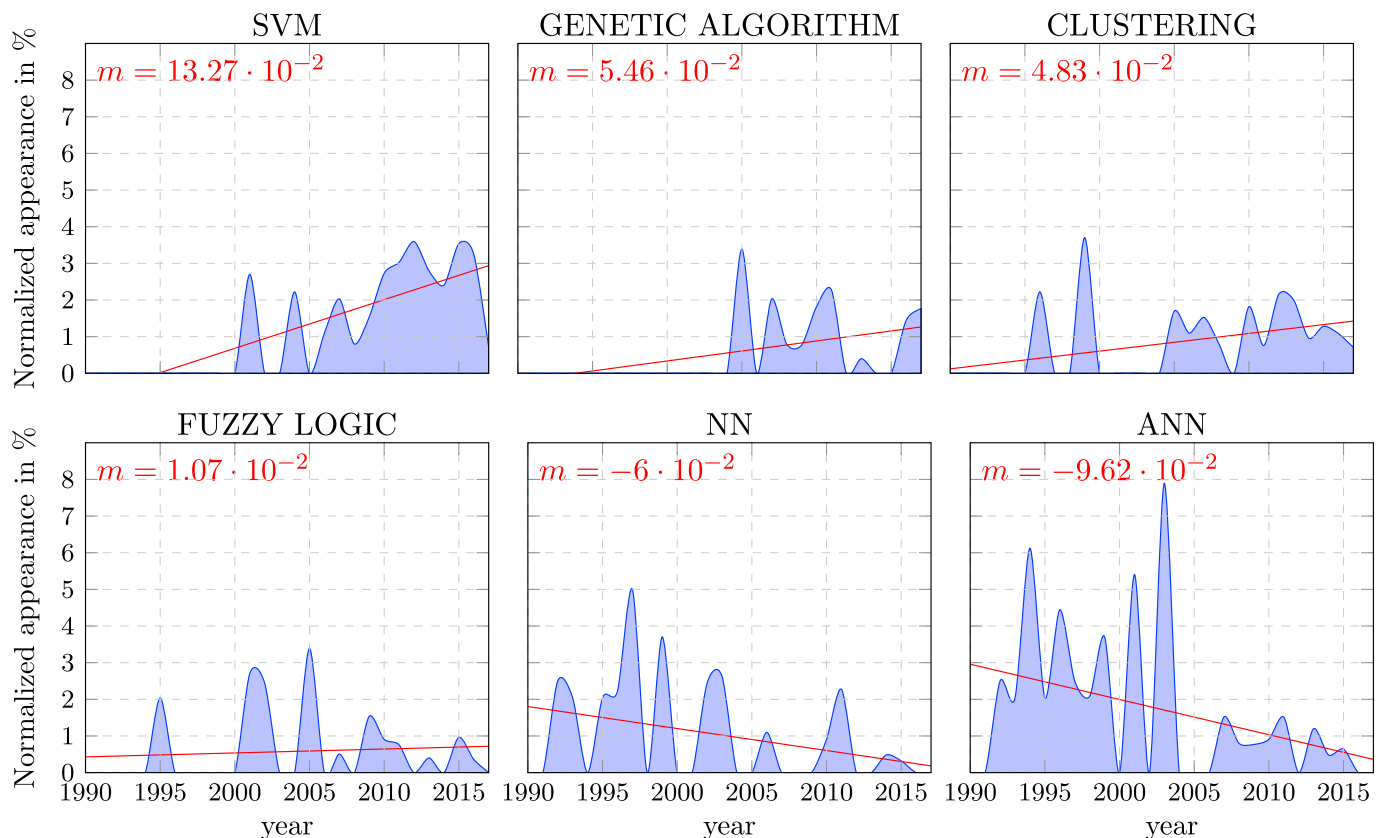 SVM GENETIC ALGORITHM CLUSTERING
Normalized appearance in %
m = 13.27 · 10⁻² m = 5.46 · 10⁻² m = 4.83 · 10⁻²
8
7
6
5
4
3
2
1
0
FUZZY LOGIC NN ANN
Normalized appearance in %
m = 1.07 · 10⁻² m = −6 · 10⁻² m = −9.62 · 10⁻²
8
7
6
5
4
3
2
1
0
1990 1995 2000 2005 2010 2015 1990 1995 2000 2005 2010 2015 1990 1995 2000 2005 2010 2015
year year year